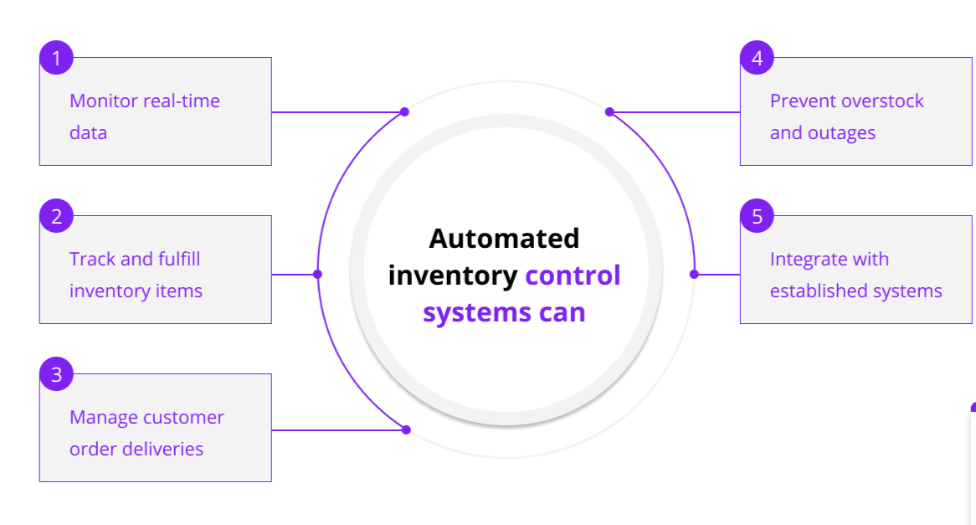 1
Monitor real-time
data
2
Track and fulfill
inventory items
3
Manage customer
order deliveries
Automated
inventory control
systems can
4
Prevent overstock
and outages
5
Integrate with
established systems